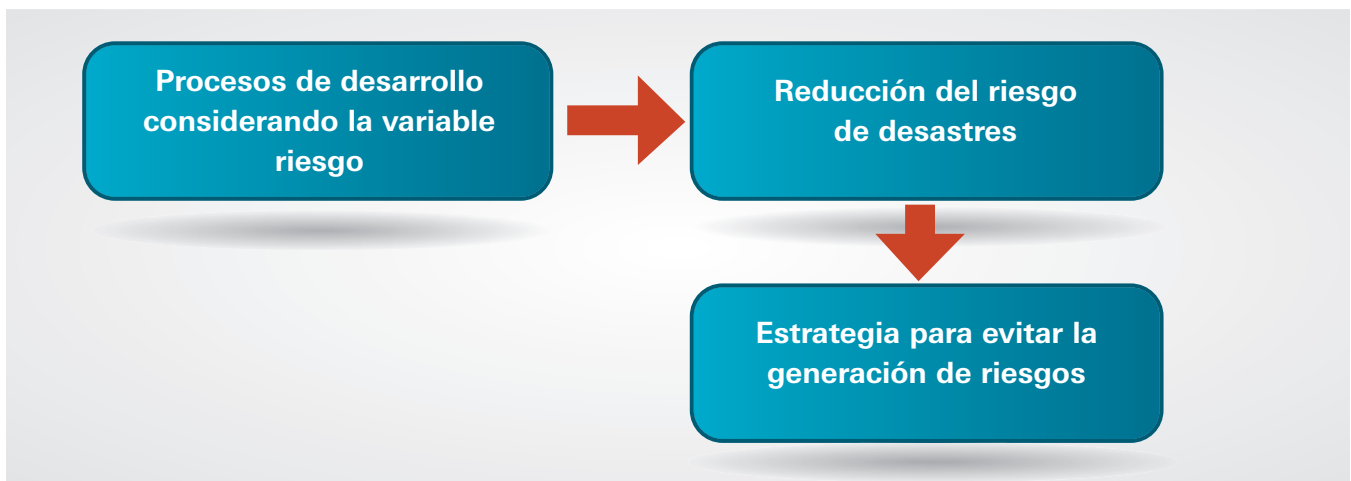 Procesos de desarrollo
considerando la variable
riesgo
Reducción del riesgo
de desastres
Estrategia para evitar la
generación de riesgos